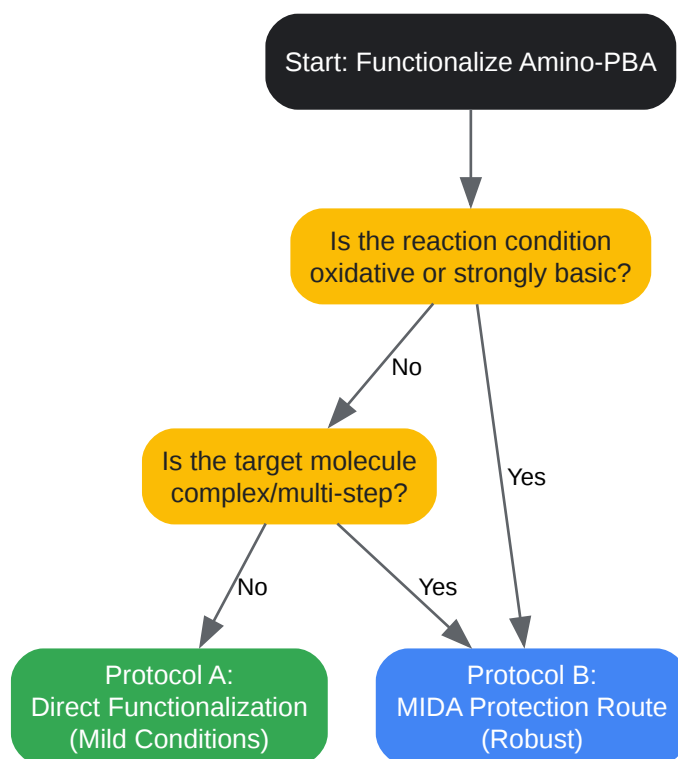 Start: Functionalize Amino-PBA
Is the reaction condition
oxidative or strongly basic?
No
Yes
Is the target molecule
complex/multi-step?
No
Yes
Protocol A:
Direct Functionalization
(Mild Conditions)
Protocol B:
MIDA Protection Route
(Robust)